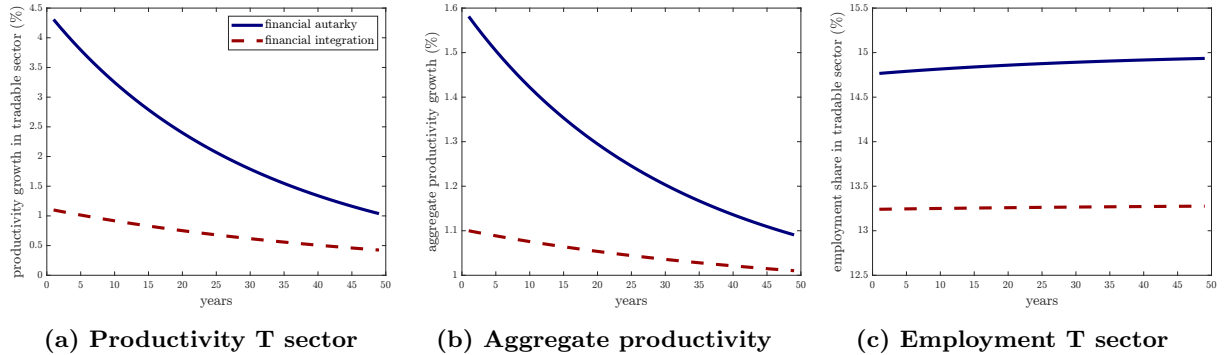 productivity growth in tradable sector (%)
4.5
4
3.5
3
2.5
2
1.5
1
0.5
0
financial autarky
financial integration
0 5 10 15 20 25 30 35 40 45 50
years
(a) Productivity T sector
aggregate productivity growth (%)
1.6
1.5
1.4
1.3
1.2
1.1
1
0 5 10 15 20 25 30 35 40 45 50
years
(b) Aggregate productivity
employment share in tradable sector (%)
15.5
15
14.5
14
13.5
13
12.5
0 5 10 15 20 25 30 35 40 45 50
years
(c) Employment T sector